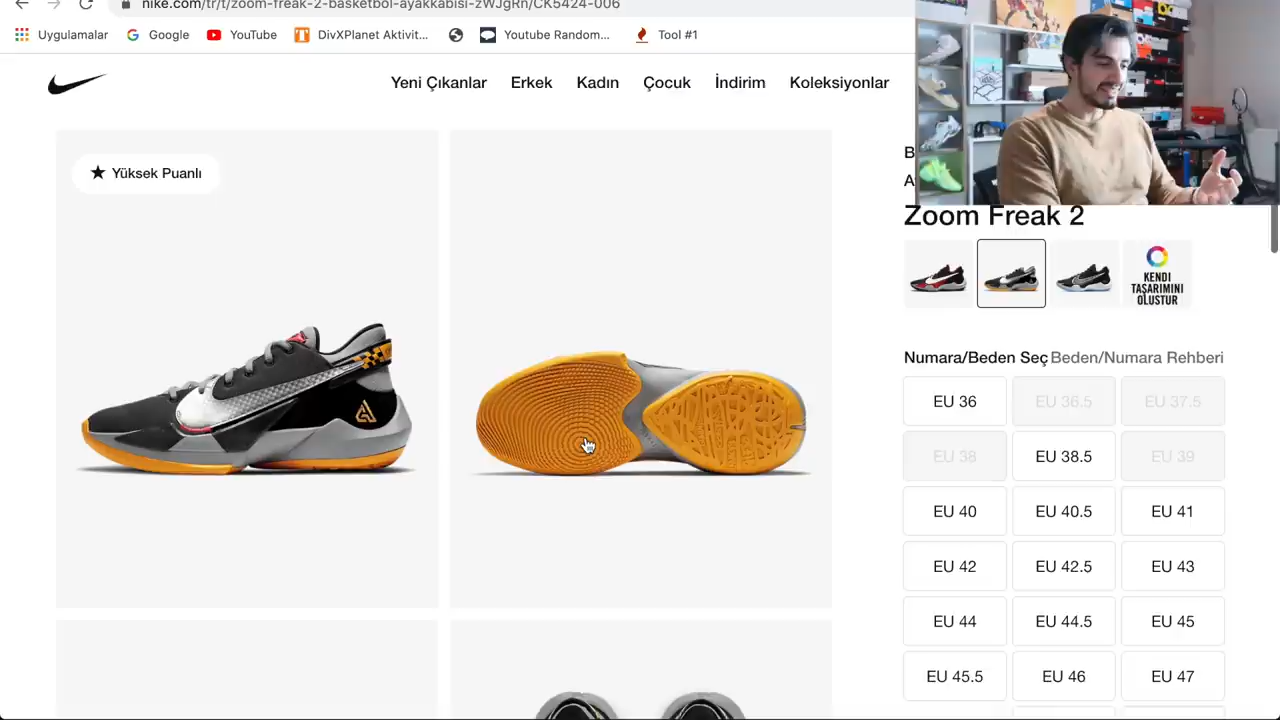 nike.com/tr/t/zoom-freak-2-basketbol-ayakkabisi-zWJgRn/CK5424-006
Uygulamalar
Google
YouTube
DivXPlanet Aktivit...
Youtube Random...
Tool #1
Yeni Çıkanlar
Erkek
Kadın
Çocuk
İndirim
Koleksiyonlar
★ Yüksek Puanlı
Zoom Freak 2
KENDİ
TASARIMINI
OLUŞTUR
Numara/Beden Seç Beden/Numara Rehberi
EU 36 EU 36.5 EU 37.5
EU 38 EU 38.5 EU 39
EU 40 EU 40.5 EU 41
EU 42 EU 42.5 EU 43
EU 44 EU 44.5 EU 45
EU 45.5 EU 46 EU 47